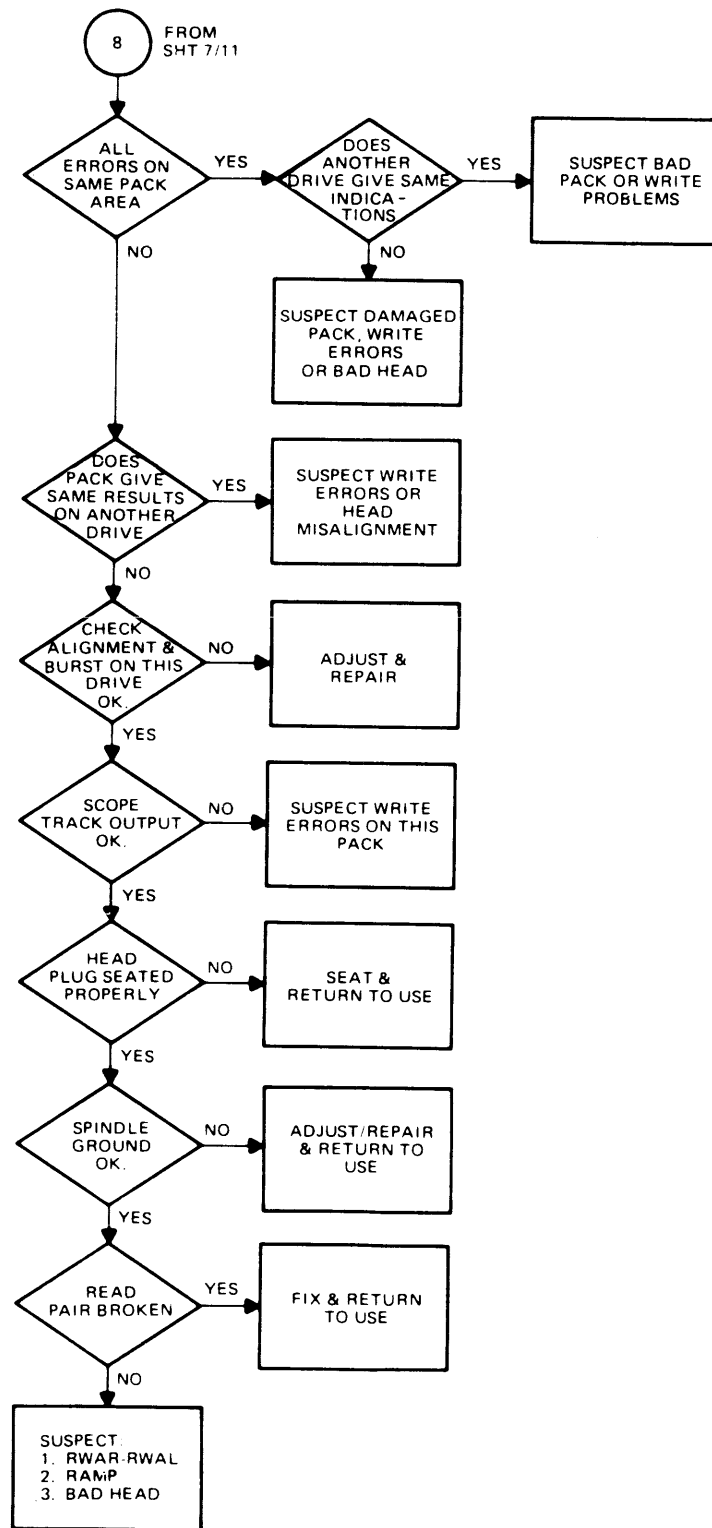 8
FROM
SHT 7/11
ALL
ERRORS ON
SAME PACK
AREA
YES
DOES
ANOTHER
DRIVE GIVE SAME
INDICA-
TIONS
YES
SUSPECT BAD
PACK OR WRITE
PROBLEMS
NO
NO
SUSPECT DAMAGED
PACK, WRITE
ERRORS
OR BAD HEAD
DOES
PACK GIVE
SAME RESULTS
ON ANOTHER
DRIVE
YES
SUSPECT WRITE
ERRORS OR
HEAD
MISALIGNMENT
NO
CHECK
ALIGNMENT &
BURST ON THIS
DRIVE
OK.
NO
ADJUST &
REPAIR
YES
SCOPE
TRACK OUTPUT
OK.
NO
SUSPECT WRITE
ERRORS ON THIS
PACK
YES
HEAD
PLUG SEATED
PROPERLY
NO
SEAT &
RETURN TO USE
YES
SPINDLE
GROUND
OK.
NO
ADJUST/REPAIR
& RETURN TO
USE
YES
READ
PAIR BROKEN
YES
FIX & RETURN
TO USE
NO
SUSPECT:
1. RWAR-RWAL
2. RAMP
3. BAD HEAD